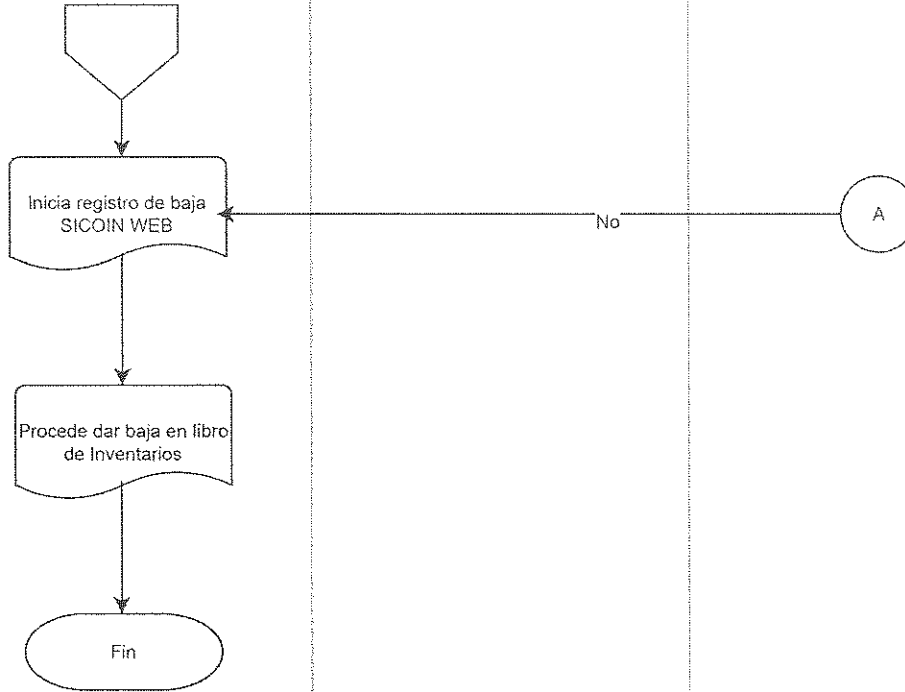 Inicia registro de baja
SICOIN WEB
No
A
Procede dar baja en libro
de Inventarios
Fin